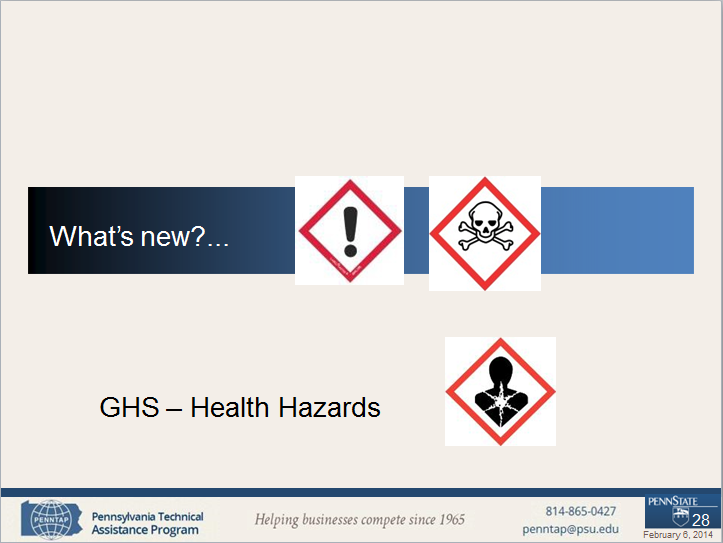 What's new?...
GHS – Health Hazards
PENNTAP
Pennsylvania Technical
Assistance Program
Helping businesses compete since 1965
814-865-0427
penntap@psu.edu
PENNSTATE
28
February 6, 2014